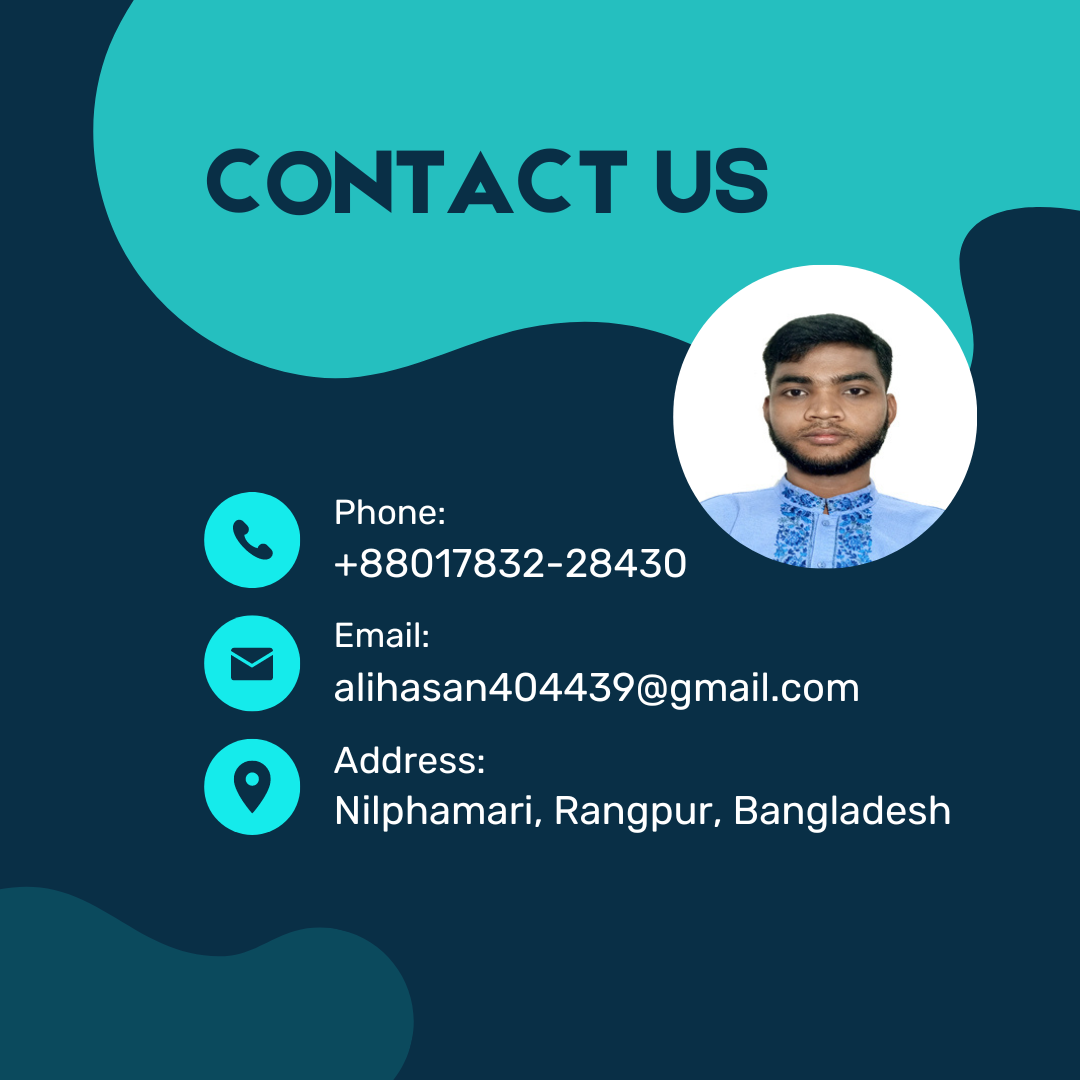 CONTACT US
Phone:
+88017832-28430
Email:
alihasan404439@gmail.com
Address:
Nilphamari, Rangpur, Bangladesh